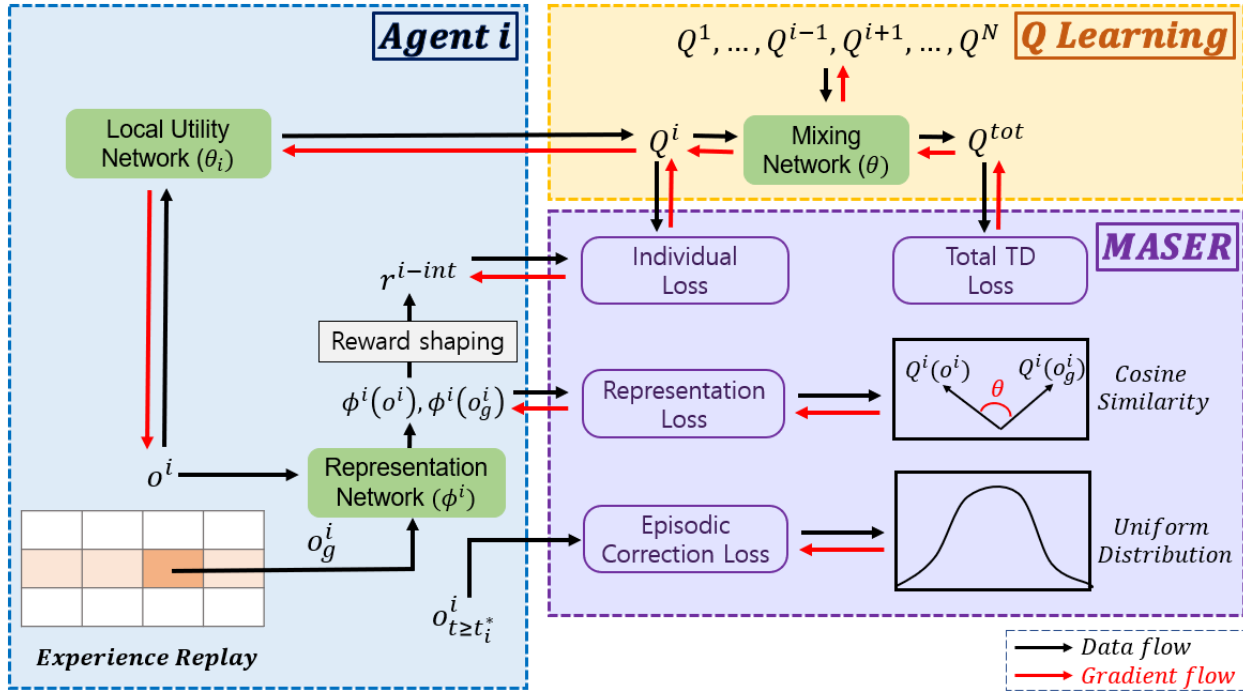 Agent i
Q Learning
Q^1, ..., Q^{i-1}, Q^{i+1}, ..., Q^N
Local Utility
Network (θ_i)
Q^i
Mixing
Network (θ)
Q^{tot}
MASER
r^{i-int}
Individual
Loss
Total TD
Loss
Reward shaping
ϕ^i(o^i), ϕ^i(o_g^i)
Representation
Loss
Q^i(o^i)
Q^i(o_g^i)
θ
Cosine
Similarity
o^i
Representation
Network (ϕ^i)
o_g^i
Episodic
Correction Loss
Uniform
Distribution
o^i_{t≥t_i^*}
Experience Replay
Data flow
Gradient flow